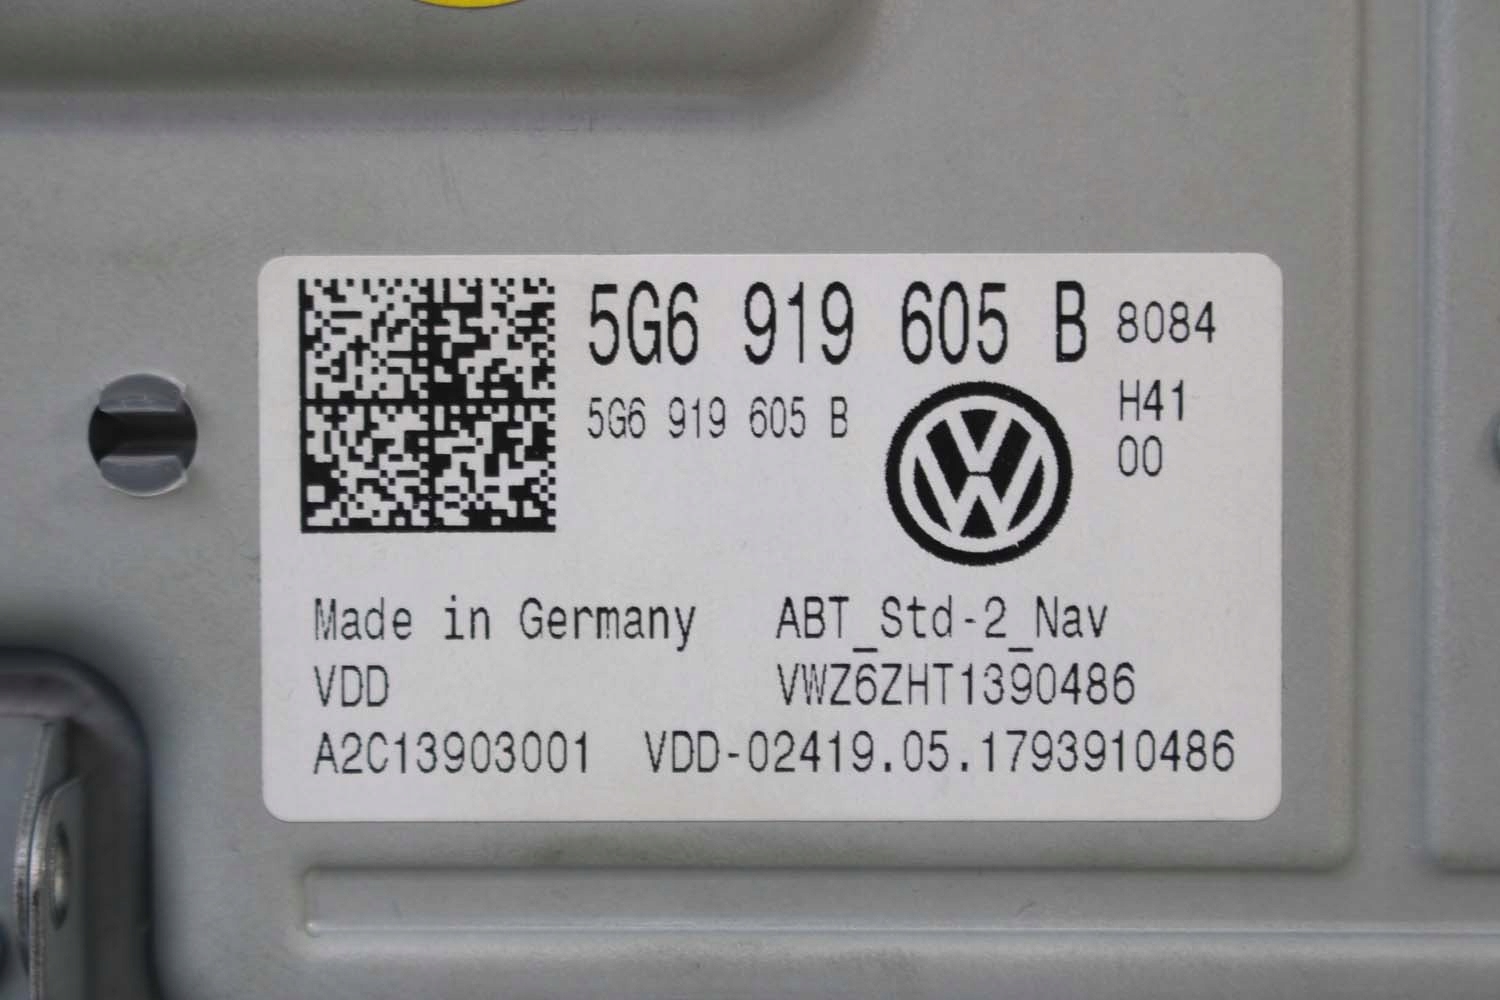 5G6 919 605 B 8084
5G6 919 605 B
H41
00
Made in Germany ABT_Std-2_Nav
VDD VWZ6ZHT1390486
A2C13903001 VDD-02419.05.1793910486